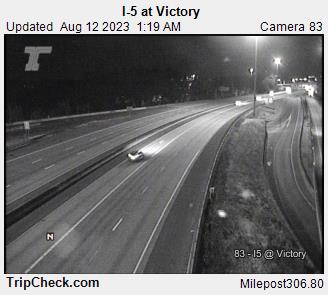 I-5 at Victory
Updated Aug 12 2023 1:19 AM Camera 83
T
N
83 - I5 @ Victory
TripCheck.com Milepost306.80